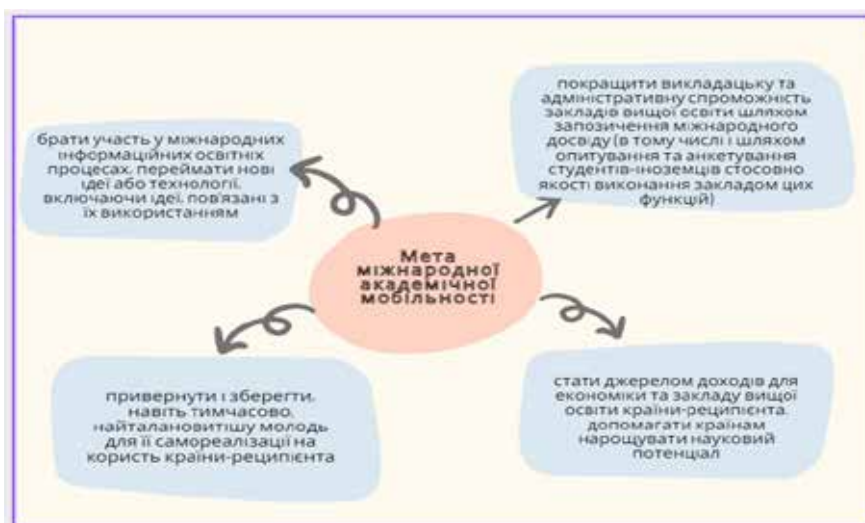 покращити викладацьку та
адміністративну спроможність
закладів вищої освіти шляхом
запозичення міжнародного
досвіду (в тому числі і шляхом
опитування та анкетування
студентів-іноземців стосовно
якості виконання закладом цих
функцій)
брати участь у міжнародних
інформаційних освітніх
процесах, переймати нові
ідеї або технології,
включаючи ідеї, пов'язані з
їх використанням
Мета
міжнародної
академічної
мобільності
привернути і зберегти,
навіть тимчасово,
найталановитішу молодь
для її самореалізації на
користь країни-реципієнта
стати джерелом доходів для
економіки та закладу вищої
освіти країни-реципієнта,
допомагати країнам
нарощувати науковий
потенціал